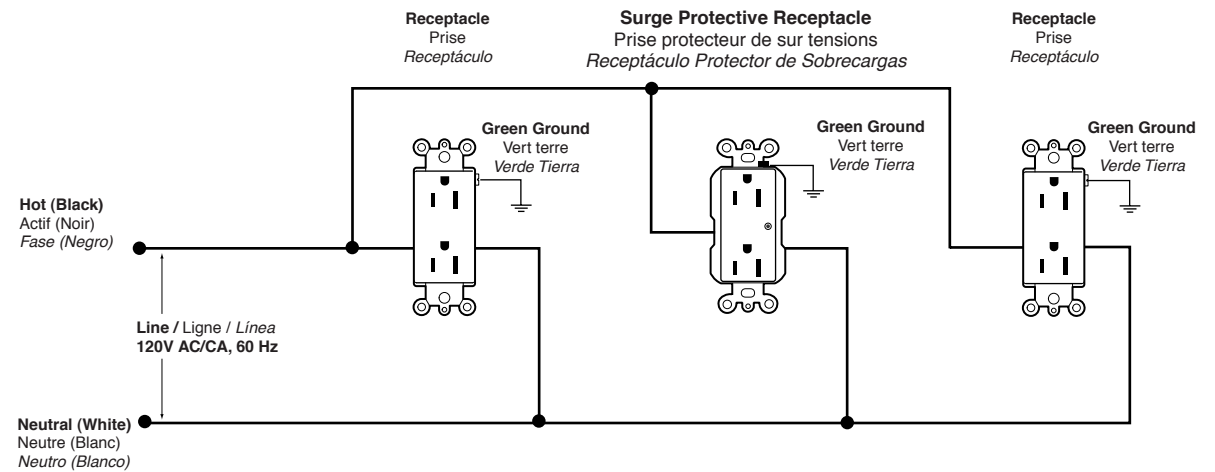 Receptacle
Prise
Receptáculo
Surge Protective Receptacle
Prise protecteur de sur tensions
Receptáculo Protector de Sobrecargas
Receptacle
Prise
Receptáculo
Green Ground
Vert terre
Verde Tierra
Green Ground
Vert terre
Verde Tierra
Green Ground
Vert terre
Verde Tierra
Hot (Black)
Actif (Noir)
Fase (Negro)
Line / Ligne / Línea
120V AC/CA, 60 Hz
Neutral (White)
Neutre (Blanc)
Neutro (Blanco)